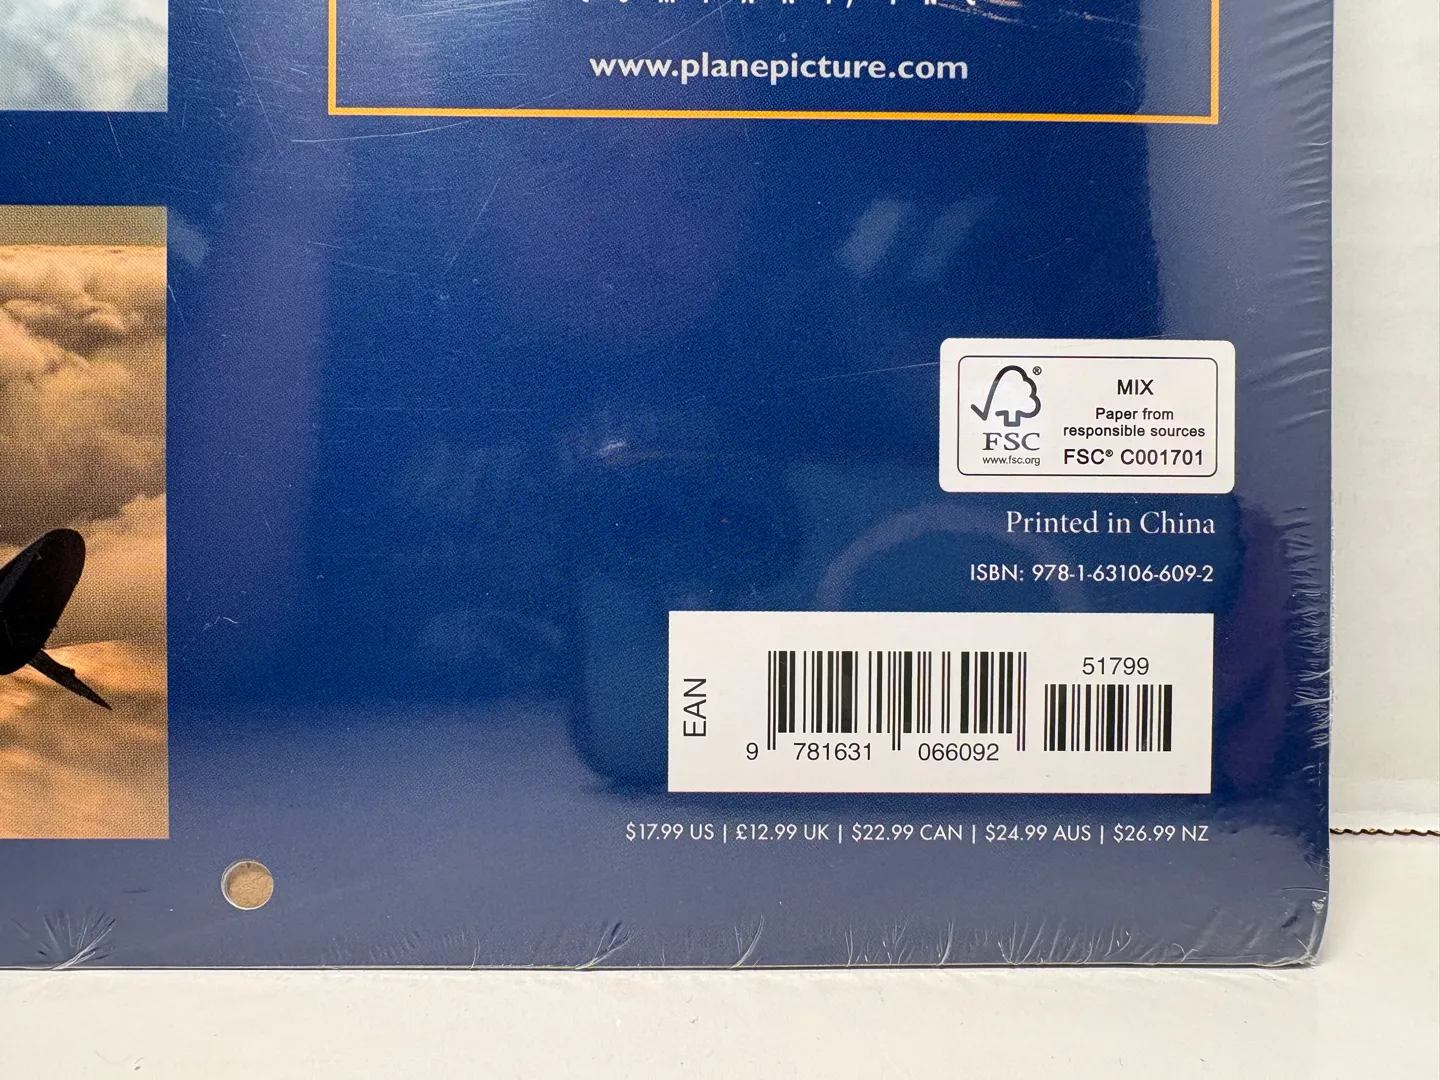 www.planepicture.com
FSC®
www.fsc.org
MIX
Paper from
responsible sources
FSC® C001701
Printed in China
ISBN: 978-1-63106-609-2
EAN
51799
9 781631 066092
$17.99 US | £12.99 UK | $22.99 CAN | $24.99 AUS | $26.99 NZ